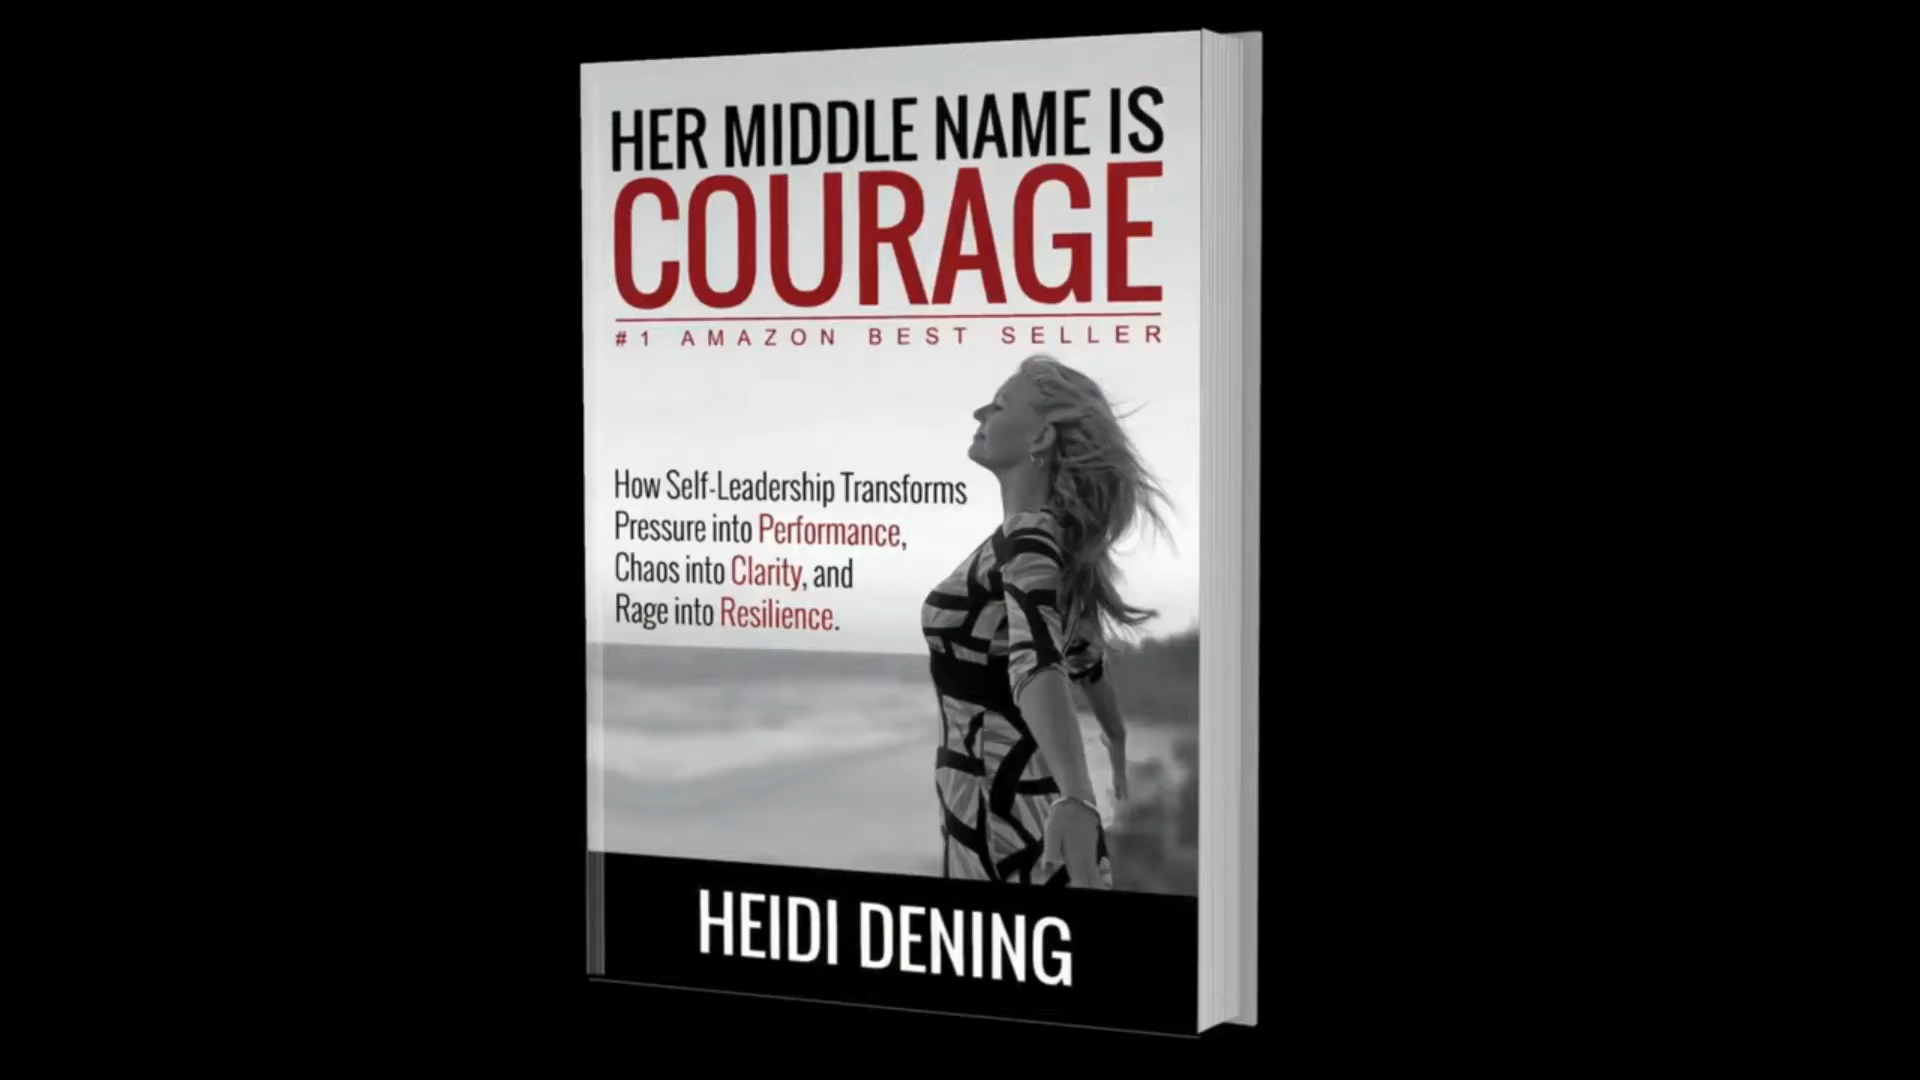 HER MIDDLE NAME IS
COURAGE
#1 AMAZON BEST SELLER
How Self-Leadership Transforms
Pressure into Performance,
Chaos into Clarity, and
Rage into Resilience.
HEIDI DENING